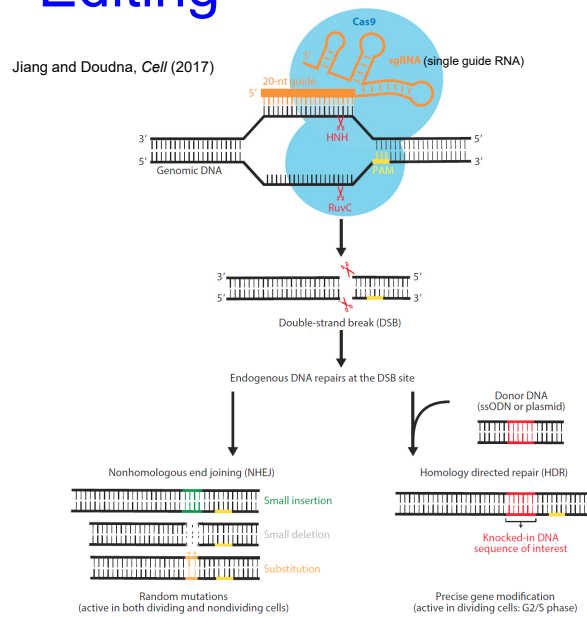 Editing
Cas9
3′
sgRNA (single guide RNA)
Jiang and Doudna, Cell (2017)
20-nt guide
5′
HNH
3′
5′
5′
3′
Genomic DNA
PAM
RuvC
3′
5′
5′
3′
Double-strand break (DSB)
Endogenous DNA repairs at the DSB site
Donor DNA
(ssODN or plasmid)
Nonhomologous end joining (NHEJ)
Homology directed repair (HDR)
Small insertion
Small deletion
Knocked-in DNA
sequence of interest
Substitution
Random mutations
(active in both dividing and nondividing cells)
Precise gene modification
(active in dividing cells: G2/S phase)